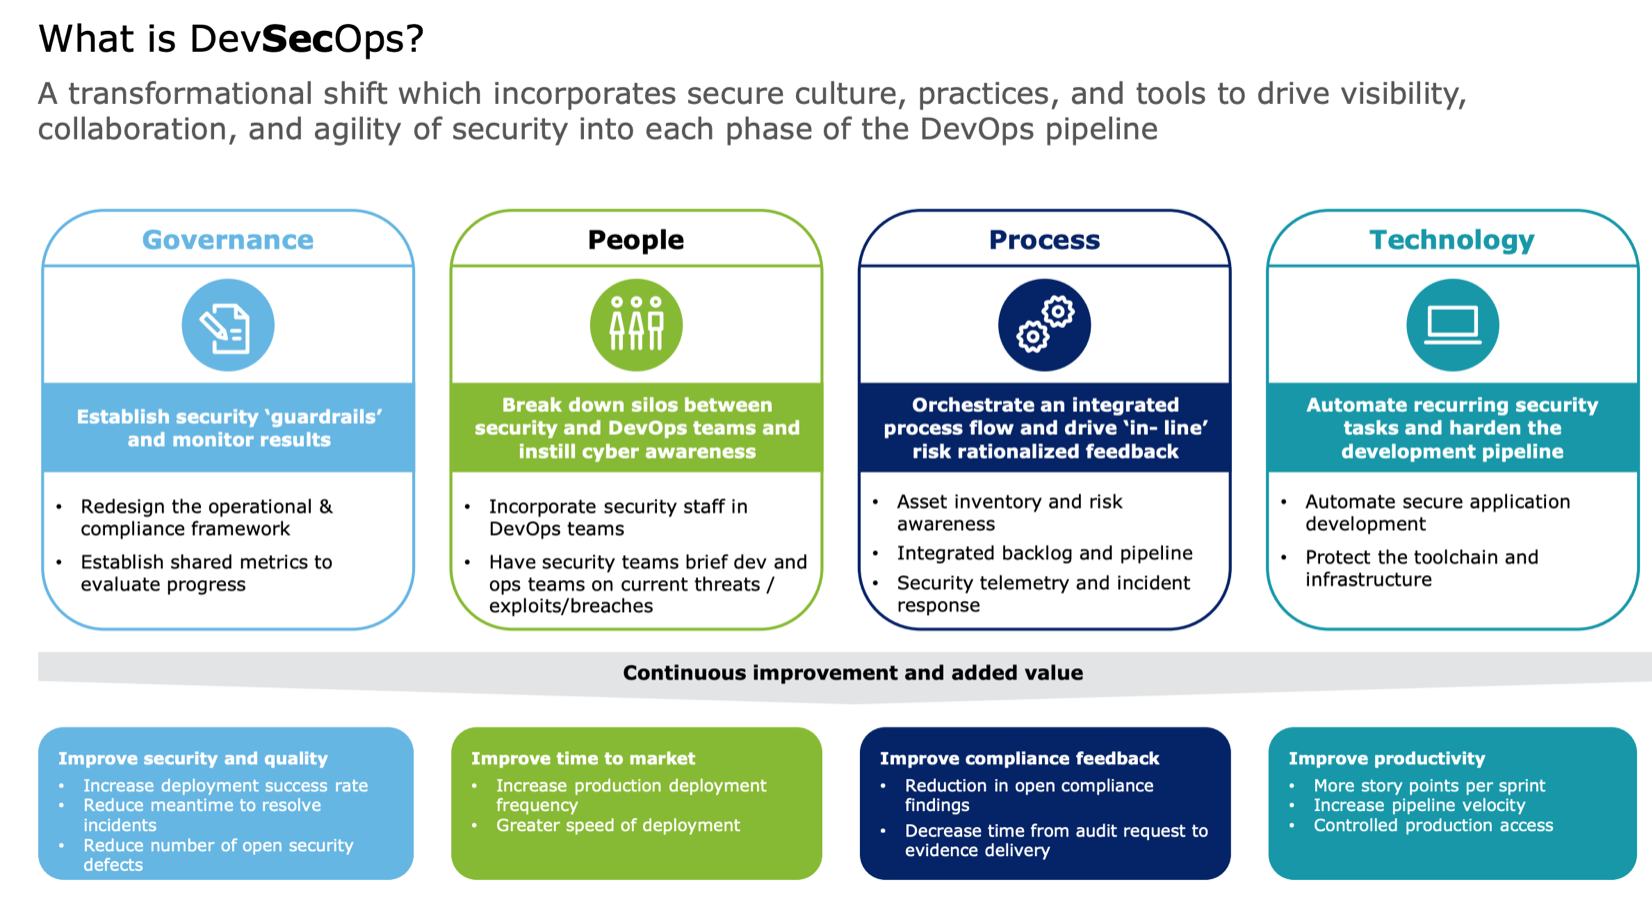 What is DevSecOps?
A transformational shift which incorporates secure culture, practices, and tools to drive visibility,
collaboration, and agility of security into each phase of the DevOps pipeline
Governance
Establish security ‘guardrails’
and monitor results
• Redesign the operational &
compliance framework
• Establish shared metrics to
evaluate progress
People
Break down silos between
security and DevOps teams and
instill cyber awareness
• Incorporate security staff in
DevOps teams
• Have security teams brief dev and
ops teams on current threats /
exploits/breaches
Process
Orchestrate an integrated
process flow and drive ‘in- line’
risk rationalized feedback
• Asset inventory and risk
awareness
• Integrated backlog and pipeline
• Security telemetry and incident
response
Technology
Automate recurring security
tasks and harden the
development pipeline
• Automate secure application
development
• Protect the toolchain and
infrastructure
Continuous improvement and added value
Improve security and quality
• Increase deployment success rate
• Reduce meantime to resolve
incidents
• Reduce number of open security
defects
Improve time to market
• Increase production deployment
frequency
• Greater speed of deployment
Improve compliance feedback
• Reduction in open compliance
findings
• Decrease time from audit request to
evidence delivery
Improve productivity
• More story points per sprint
• Increase pipeline velocity
• Controlled production access